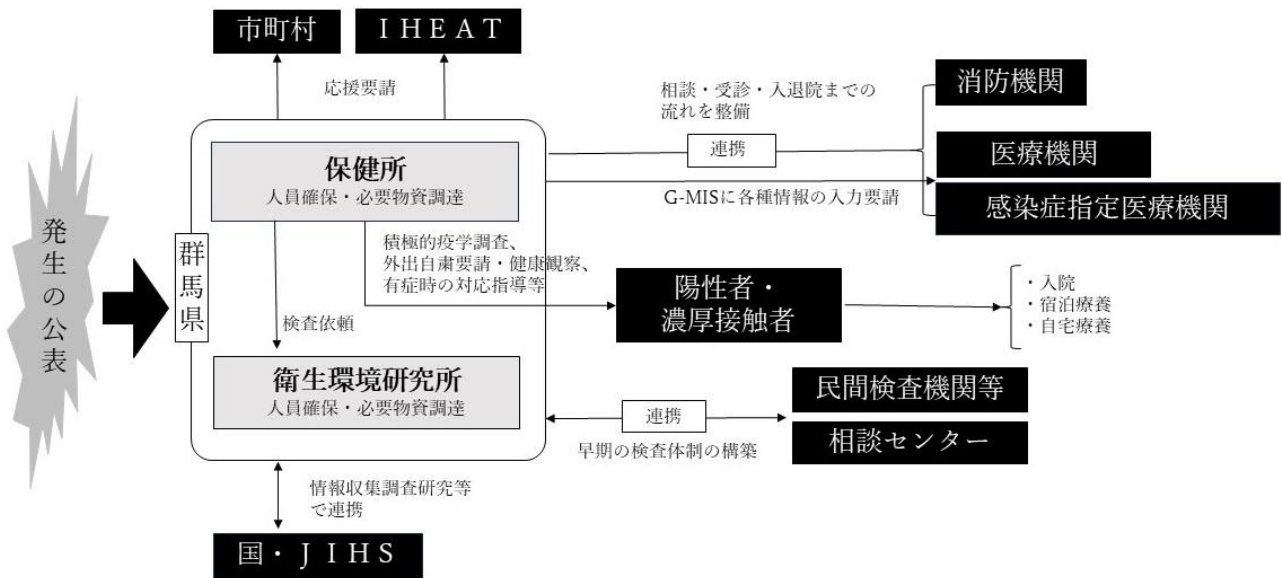 市町村
ＩＨＥＡＴ
応援要請
相談・受診・入退院までの
流れを整備
消防機関
連携
医療機関
G-MISに各種情報の入力要請
感染症指定医療機関
発生の公表
群馬県
保健所
人員確保・必要物資調達
積極的疫学調査、
外出自粛要請・健康観察、
有症時の対応指導等
陽性者・
濃厚接触者
・入院
・宿泊療養
・自宅療養
検査依頼
衛生環境研究所
人員確保・必要物資調達
連携
早期の検査体制の構築
民間検査機関等
相談センター
情報収集調査研究等
で連携
国・ＪＩＨＳ